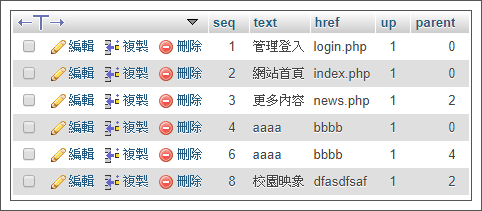 seq text href up parent
編輯 複製 刪除 1 管理登入 login.php 1 0
編輯 複製 刪除 2 網站首頁 index.php 1 0
編輯 複製 刪除 3 更多內容 news.php 1 2
編輯 複製 刪除 4 aaaa bbbb 1 0
編輯 複製 刪除 6 aaaa bbbb 1 4
編輯 複製 刪除 8 校園映象 dfasdfsaf 1 2